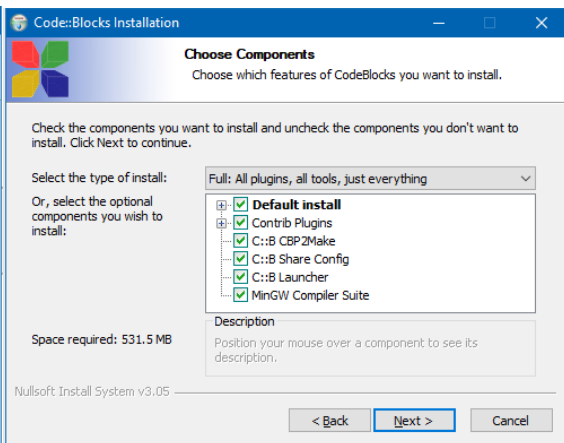 Code::Blocks Installation
Choose Components
Choose which features of CodeBlocks you want to install.
Check the components you want to install and uncheck the components you don't want to
install. Click Next to continue.
Select the type of install:
Full: All plugins, all tools, just everything
Or, select the optional
components you wish to
install:
Default install
Contrib Plugins
C::B CBP2Make
C::B Share Config
C::B Launcher
MinGW Compiler Suite
Space required: 531.5 MB
Description
Position your mouse over a component to see its
description.
Nullsoft Install System v3.05
< Back
Next >
Cancel